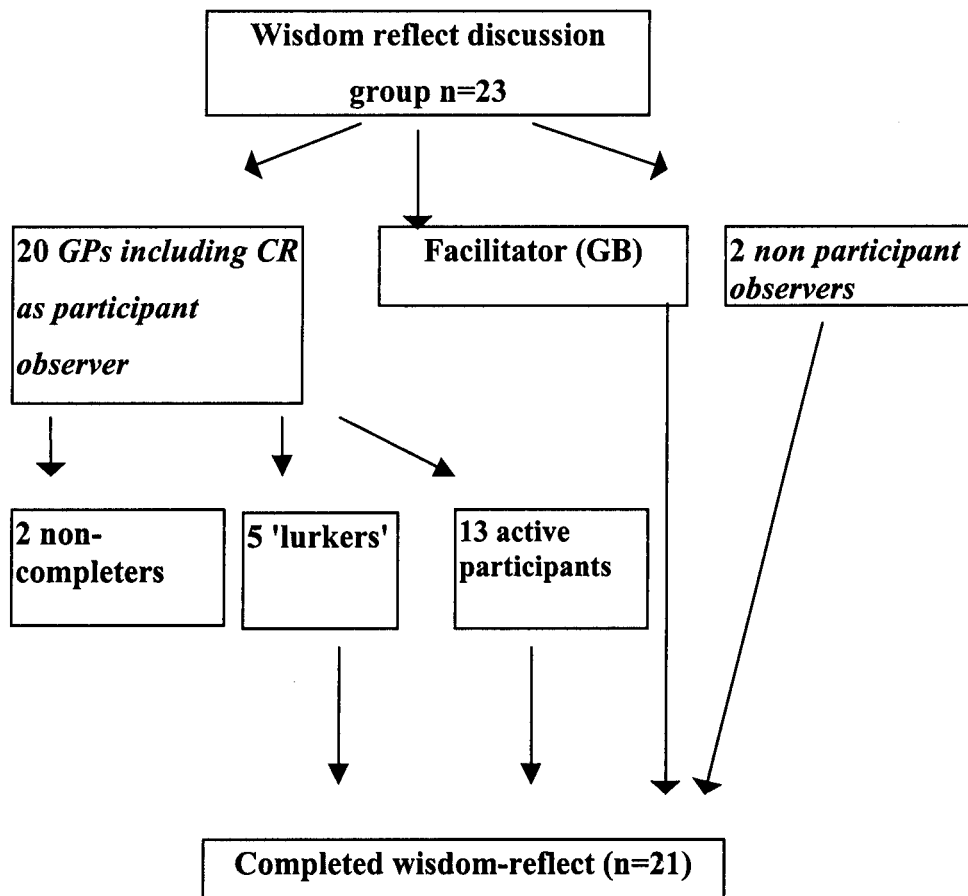 Wisdom reflect discussion
group n=23
20 GPs including CR
as participant
observer
Facilitator (GB)
2 non participant
observers
2 non-
completers
5 'lurkers'
13 active
participants
Completed wisdom-reflect (n=21)